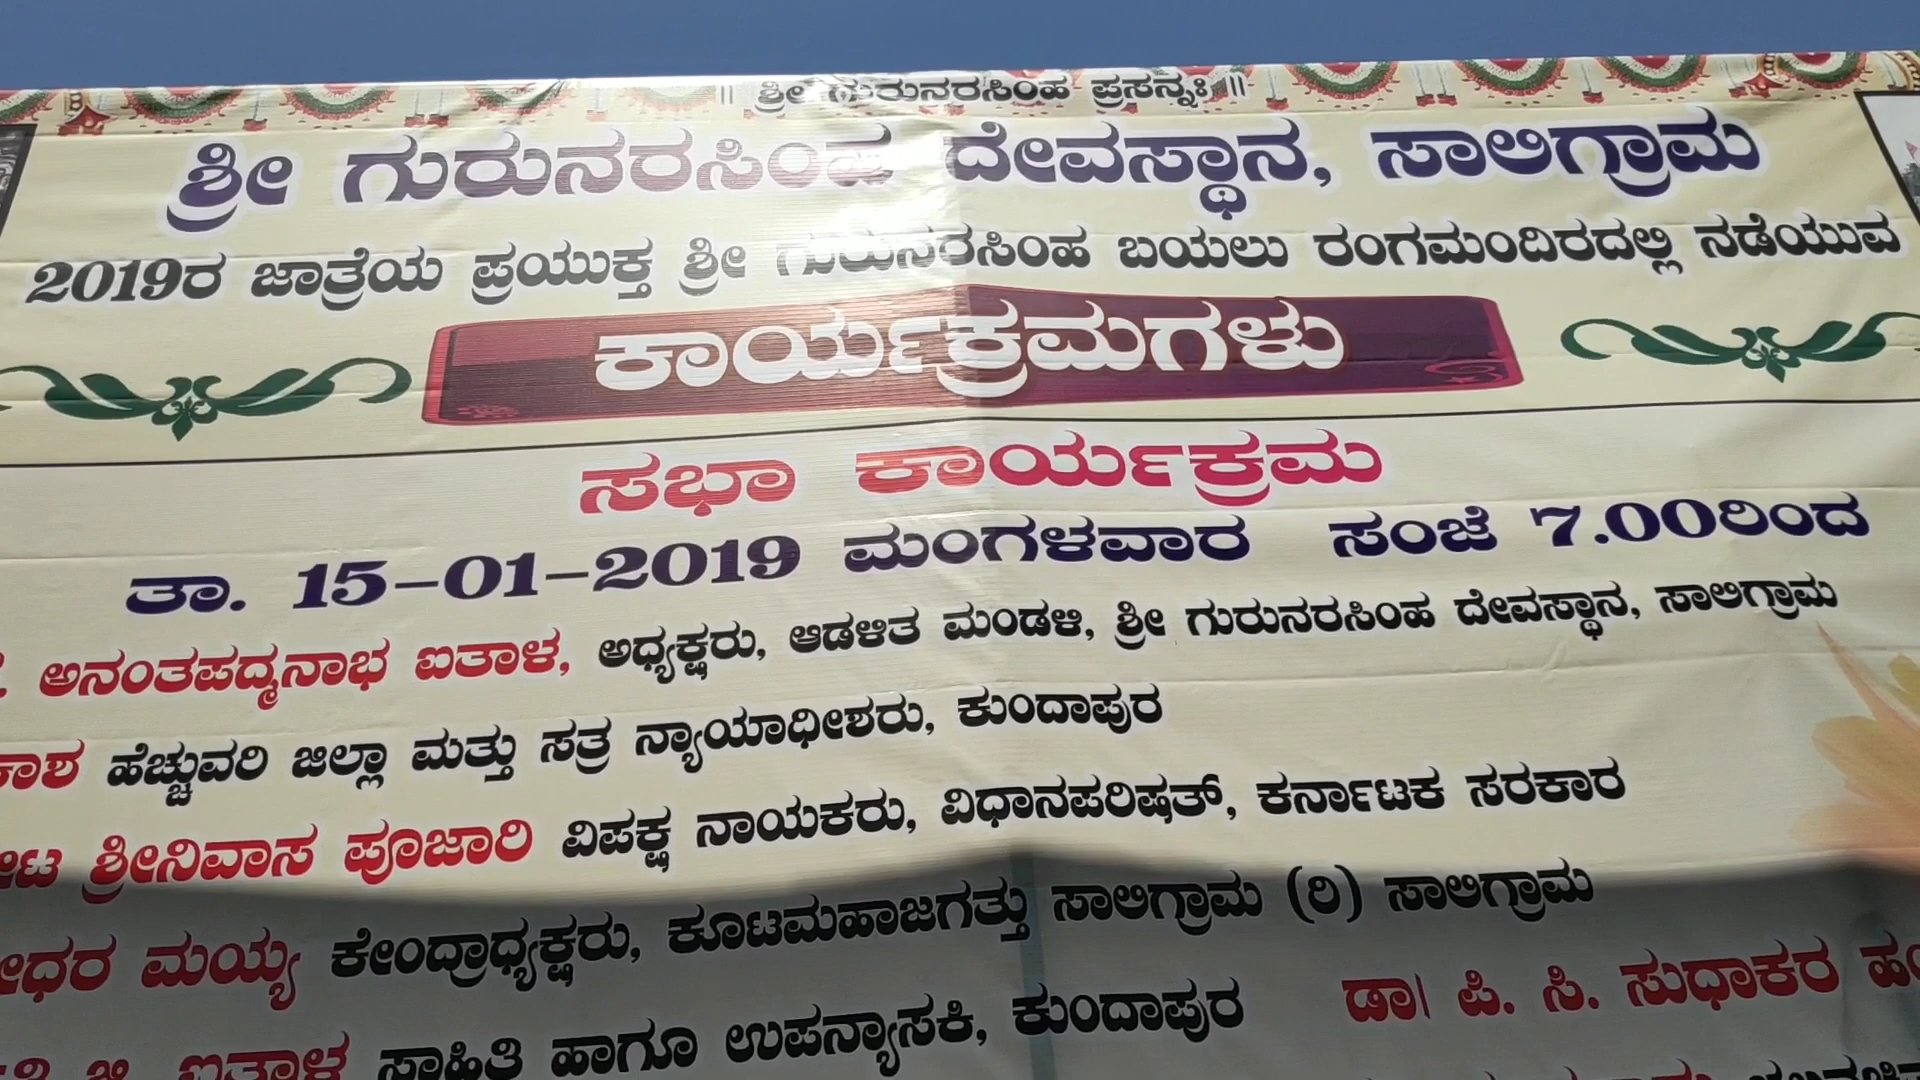 || ಶ್ರೀ ಗುರುನರಸಿಂಹ ಪ್ರಸನ್ನಃ ||
ಶ್ರೀ ಗುರುನರಸಿಂಹ ದೇವಸ್ಥಾನ, ಸಾಲಿಗ್ರಾಮ
2019ರ ಜಾತ್ರೆಯ ಪ್ರಯುಕ್ತ ಶ್ರೀ ಗುರುನರಸಿಂಹ ಬಯಲು ರಂಗಮಂದಿರದಲ್ಲಿ ನಡೆಯುವ
ಕಾರ್ಯಕ್ರಮಗಳು
ಸಭಾ ಕಾರ್ಯಕ್ರಮ
ತಾ. 15-01-2019 ಮಂಗಳವಾರ ಸಂಜೆ 7.00ರಿಂದ
ಅನಂತಪದ್ಮನಾಭ ಐತಾಳ, ಅಧ್ಯಕ್ಷರು, ಆಡಳಿತ ಮಂಡಳಿ, ಶ್ರೀ ಗುರುನರಸಿಂಹ ದೇವಸ್ಥಾನ, ಸಾಲಿಗ್ರಾಮ
ಹೆಚ್ಚುವರಿ ಜಿಲ್ಲಾ ಮತ್ತು ಸತ್ರ ನ್ಯಾಯಾಧೀಶರು, ಕುಂದಾಪುರ
ಶ್ರೀನಿವಾಸ ಪೂಜಾರಿ ವಿಪಕ್ಷ ನಾಯಕರು, ವಿಧಾನಪರಿಷತ್, ಕರ್ನಾಟಕ ಸರಕಾರ
ಮಯ್ಯ ಕೇಂದ್ರಾಧ್ಯಕ್ಷರು, ಕೂಟಮಹಾಜಗತ್ತು ಸಾಲಿಗ್ರಾಮ (ರಿ) ಸಾಲಿಗ್ರಾಮ
ಐತಾಳ ಸಾಹಿತಿ ಹಾಗೂ ಉಪನ್ಯಾಸಕಿ, ಕುಂದಾಪುರ ಡಾ| ಪಿ. ಸಿ. ಸುಧಾಕರ